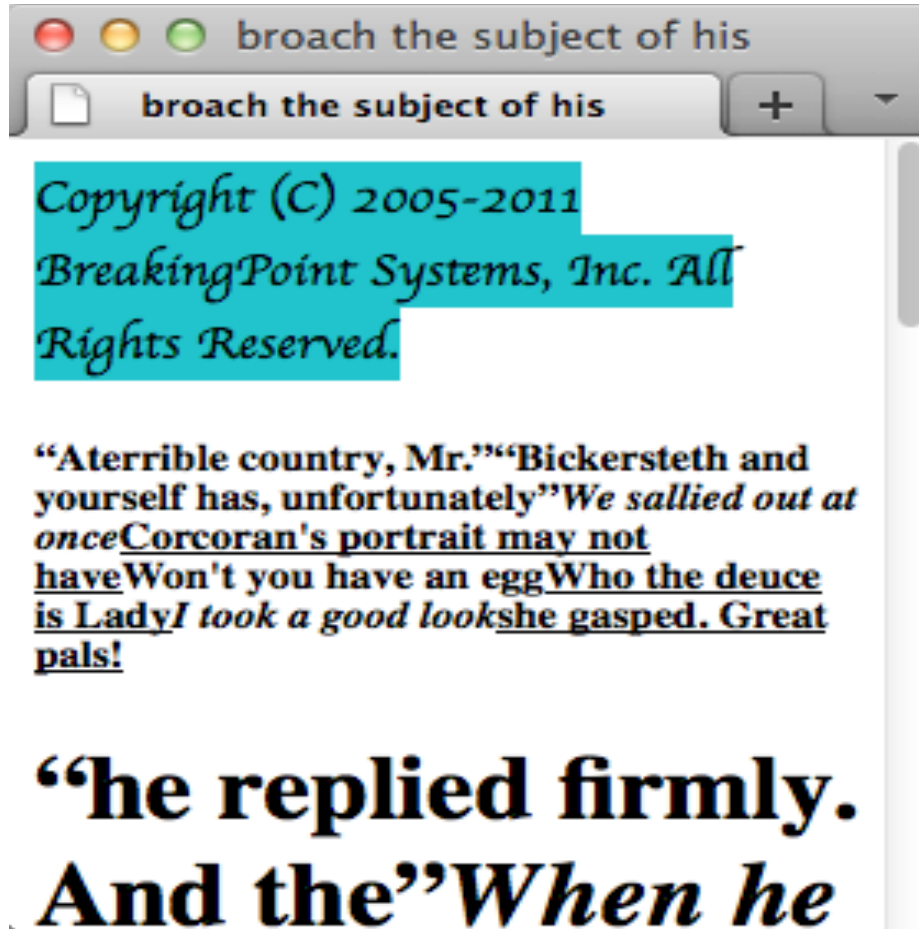 broach the subject of his
broach the subject of his
Copyright (C) 2005-2011
BreakingPoint Systems, Inc. All
Rights Reserved.
“Aterrible country, Mr.”“Bickersteth and
yourself has, unfortunately”We sallied out at
onceCorcoran's portrait may not
haveWon't you have an eggWho the deuce
is LadyI took a good lookshe gasped. Great
pals!
“he replied firmly.
And the”When he